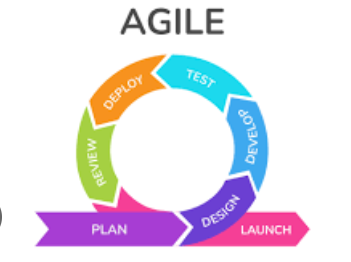 AGILE
PLAN
DESIGN
DEVELOP
TEST
DEPLOY
REVIEW
LAUNCH